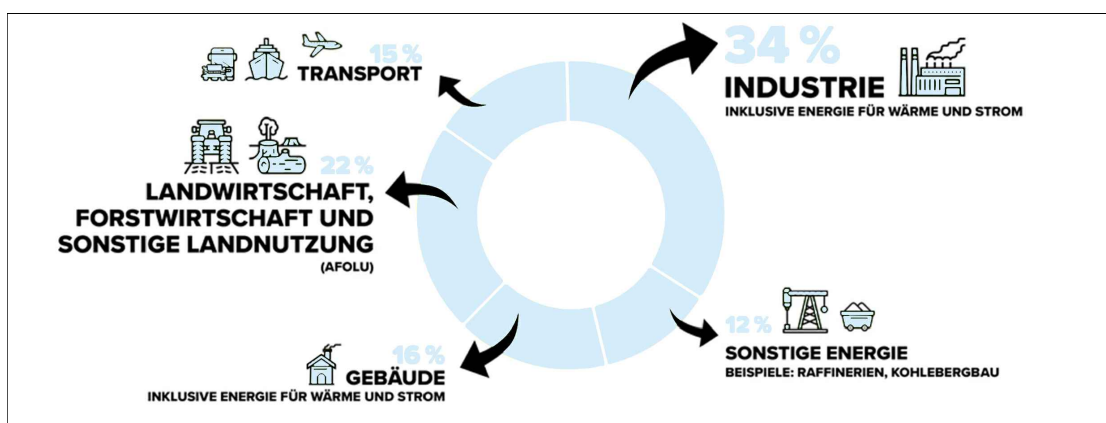 15 %
TRANSPORT
34 %
INDUSTRIE
INKLUSIVE ENERGIE FÜR WÄRME UND STROM
22 %
LANDWIRTSCHAFT,
FORSTWIRTSCHAFT UND
SONSTIGE LANDNUTZUNG
(AFOLU)
12 %
SONSTIGE ENERGIE
BEISPIELE: RAFFINERIEN, KOHLEBERGBAU
16 %
GEBÄUDE
INKLUSIVE ENERGIE FÜR WÄRME UND STROM